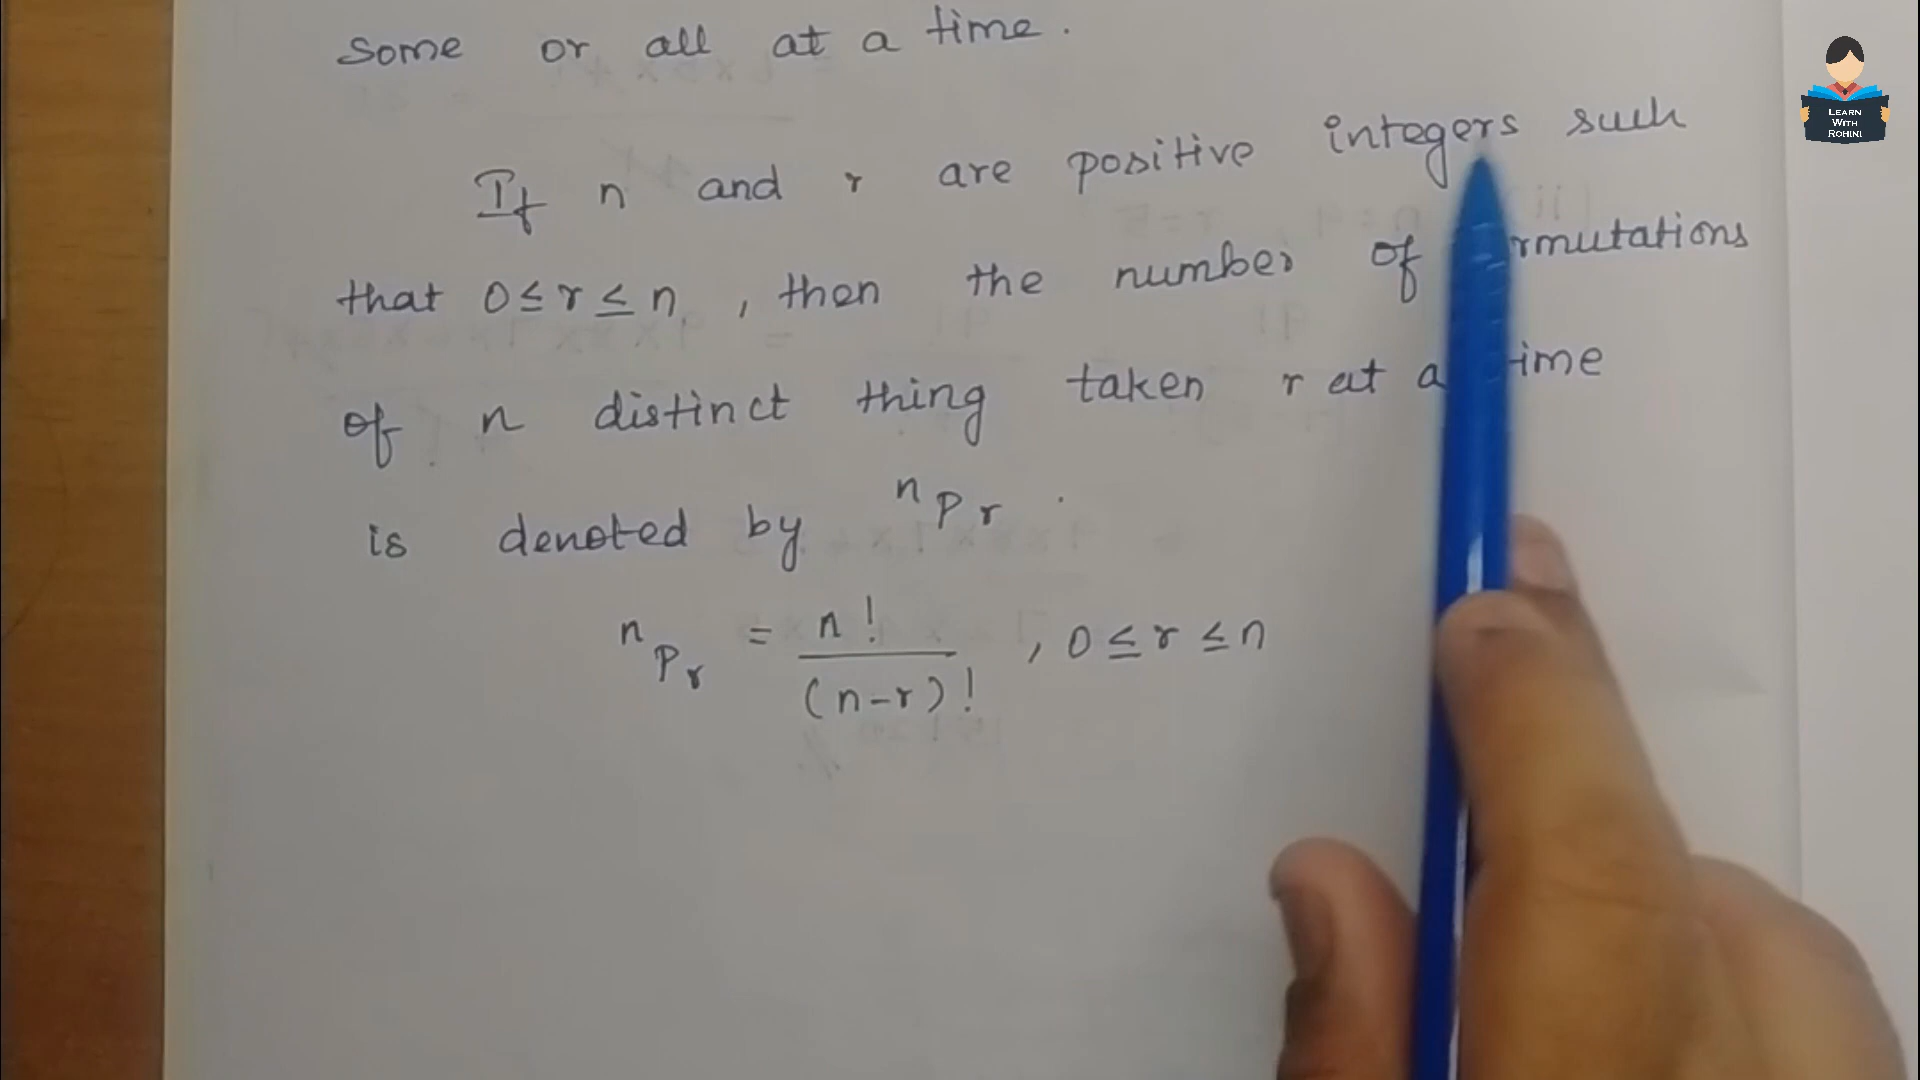 some or all at a time.
LEARN
WITH
ROHINI
If n and r are positive integers such
that 0≤r≤n, then the number of rmutations
of n distinct thing taken r at a ime
is denoted by ⁿPr.
ⁿPr = n!/(n-r)!, 0≤r≤n